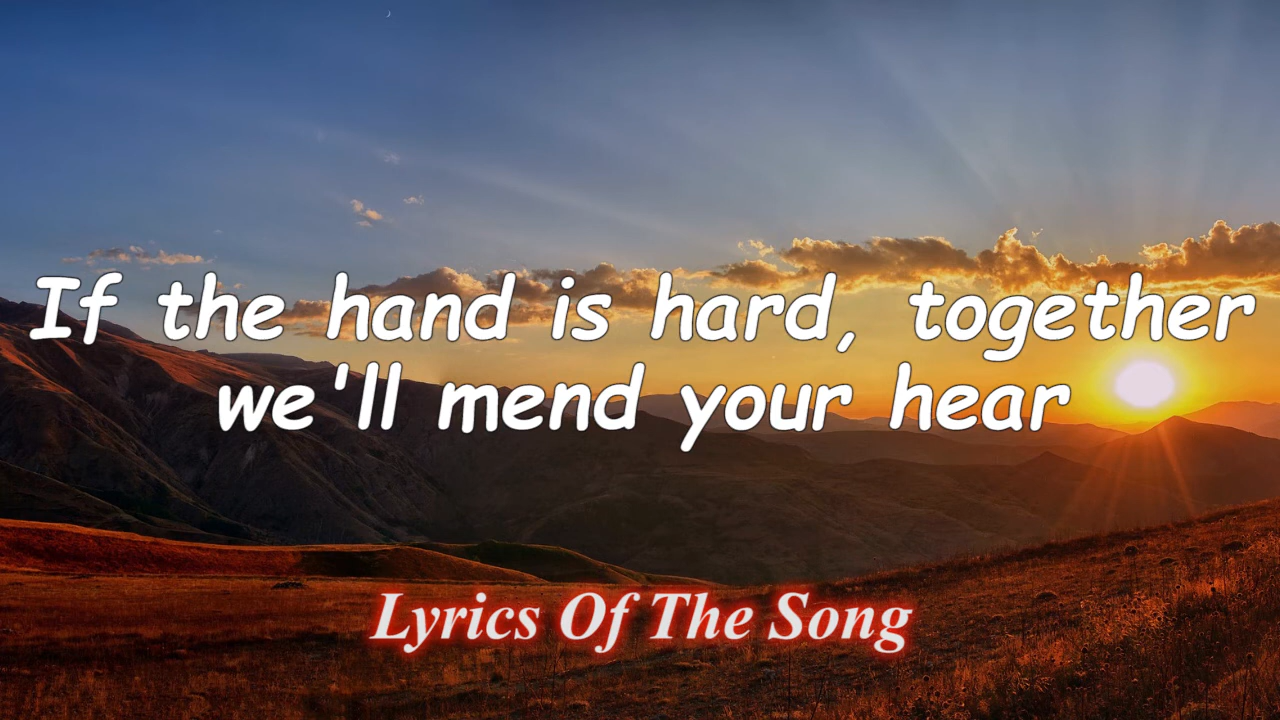 If the hand is hard, together
we'll mend your hear
Lyrics Of The Song